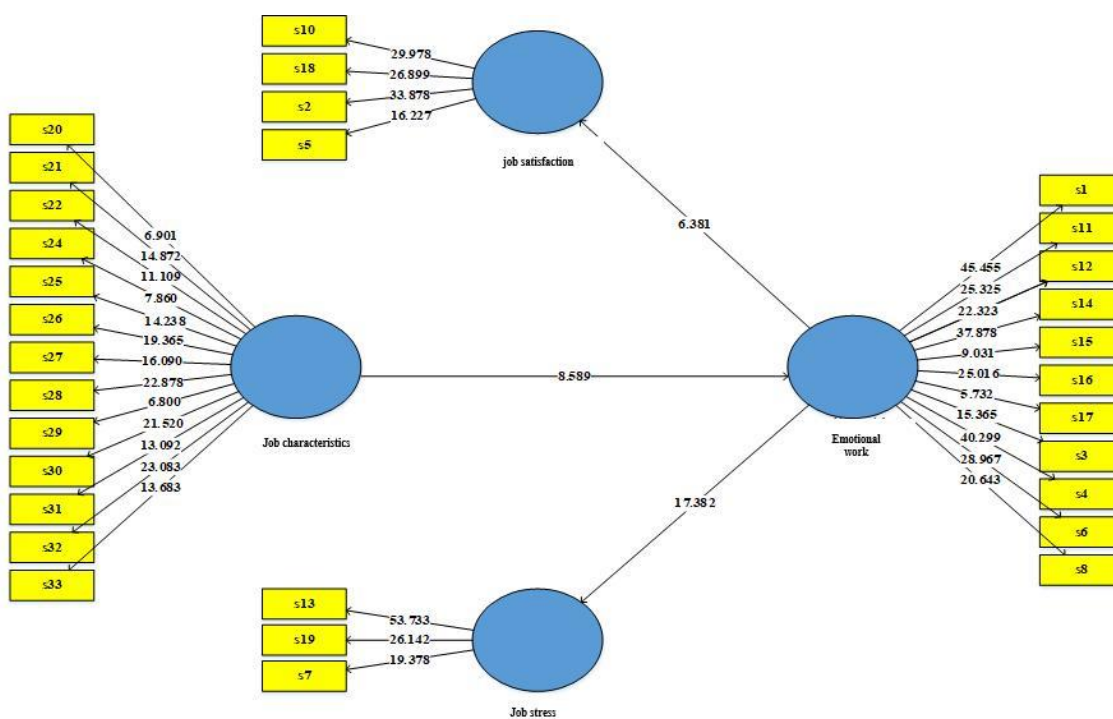 s10
s18
s2
s5
29.978
26.899
33.878
16.227
job satisfaction
s20
s21
s22
s24
s25
s26
s27
s28
s29
s30
s31
s32
s33
6.901
14.872
11.109
7.860
14.238
19.365
16.090
22.878
6.800
21.520
13.092
23.083
13.683
Job characteristics
6.381
8.589
17.382
s1
s11
s12
s14
s15
s16
s17
s3
s4
s6
s8
45.455
25.325
22.323
37.878
9.031
25.016
5.732
15.365
40.299
28.967
20.643
Emotional
work
s13
s19
s7
53.733
26.142
19.378
Job stress